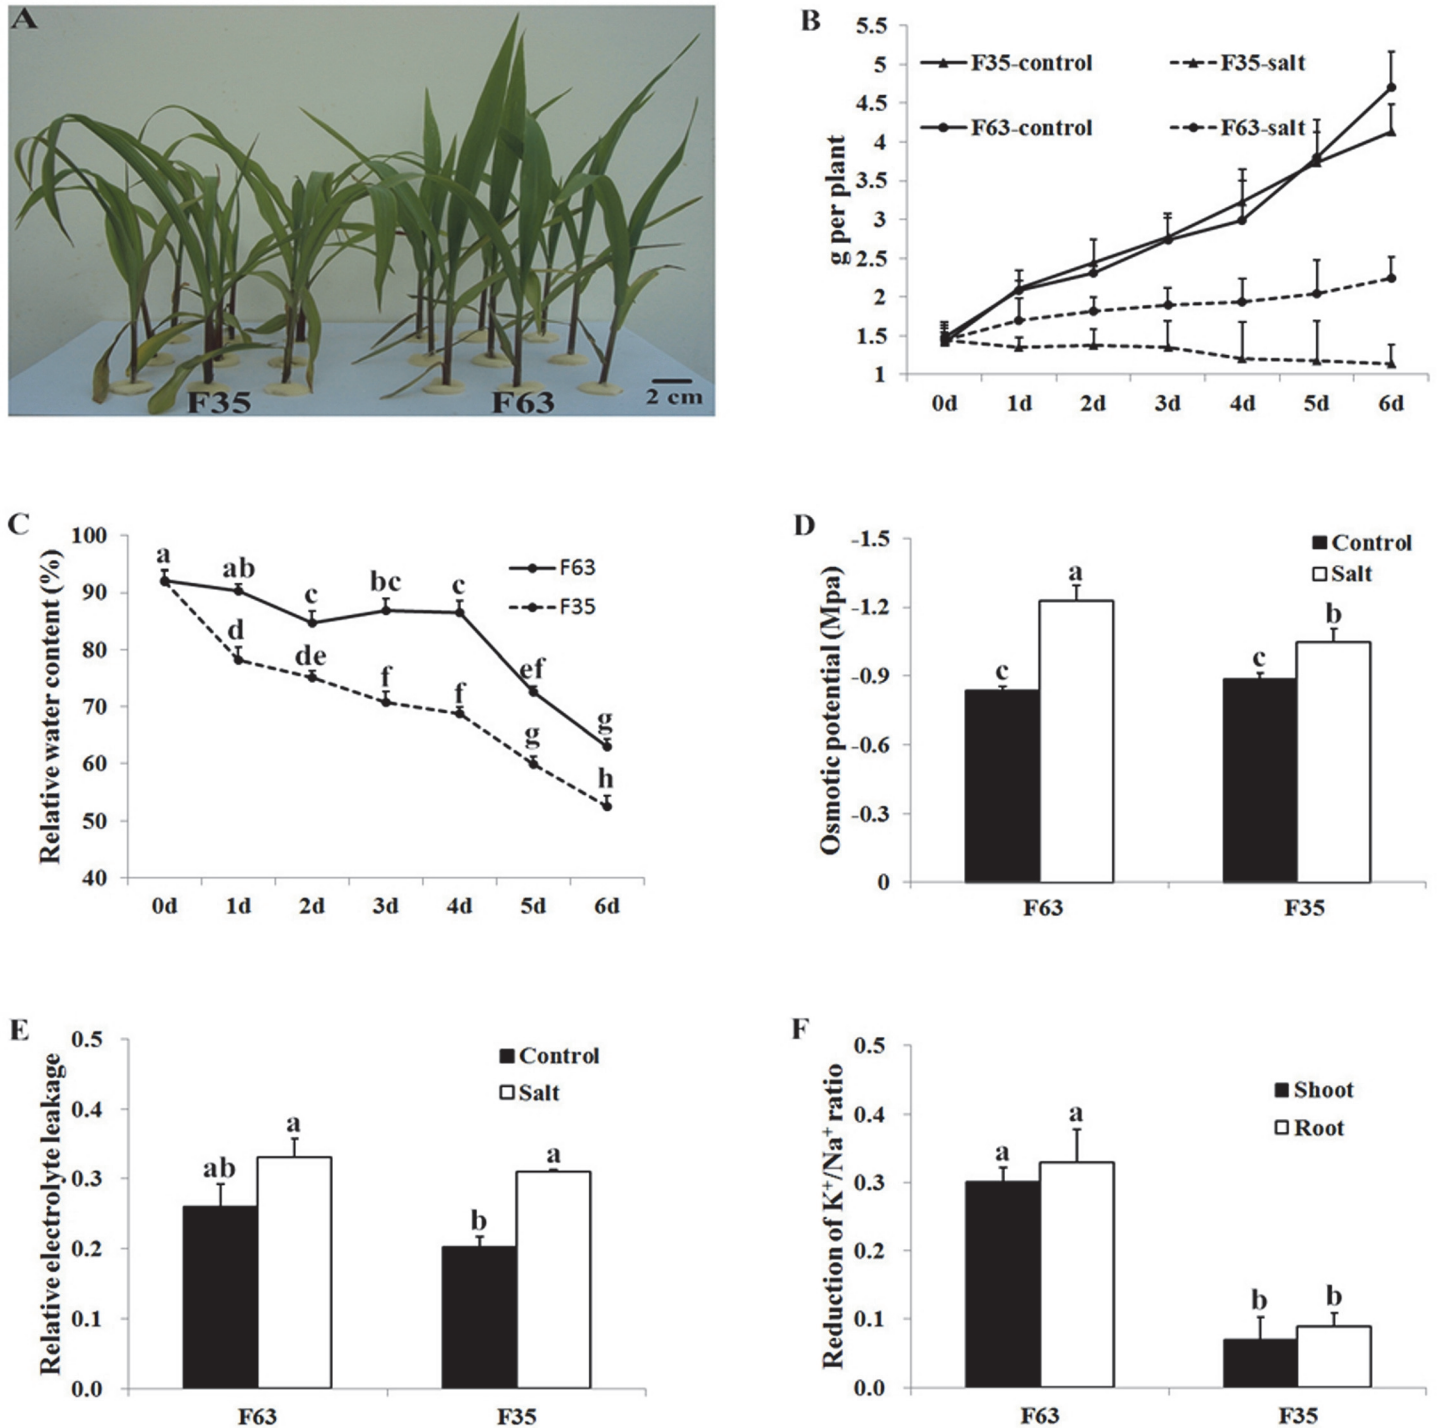 A
F35
F63
2 cm
B
g per plant
5.5
5
4.5
4
3.5
3
2.5
2
1.5
1
F35-control
F35-salt
F63-control
F63-salt
0d 1d 2d 3d 4d 5d 6d
C
Relative water content (%)
100
90
80
70
60
50
40
F63
F35
a ab c bc c ef g
d de f f g h
0d 1d 2d 3d 4d 5d 6d
D
Osmotic potential (Mpa)
-1.5
-1.2
-0.9
-0.6
-0.3
0
Control
Salt
c a c b
F63 F35
E
Relative electrolyte leakage
0.5
0.4
0.3
0.2
0.1
0.0
Control
Salt
ab a b a
F63 F35
F
Reduction of K⁺/Na⁺ ratio
0.5
0.4
0.3
0.2
0.1
0.0
Shoot
Root
a a b b
F63 F35